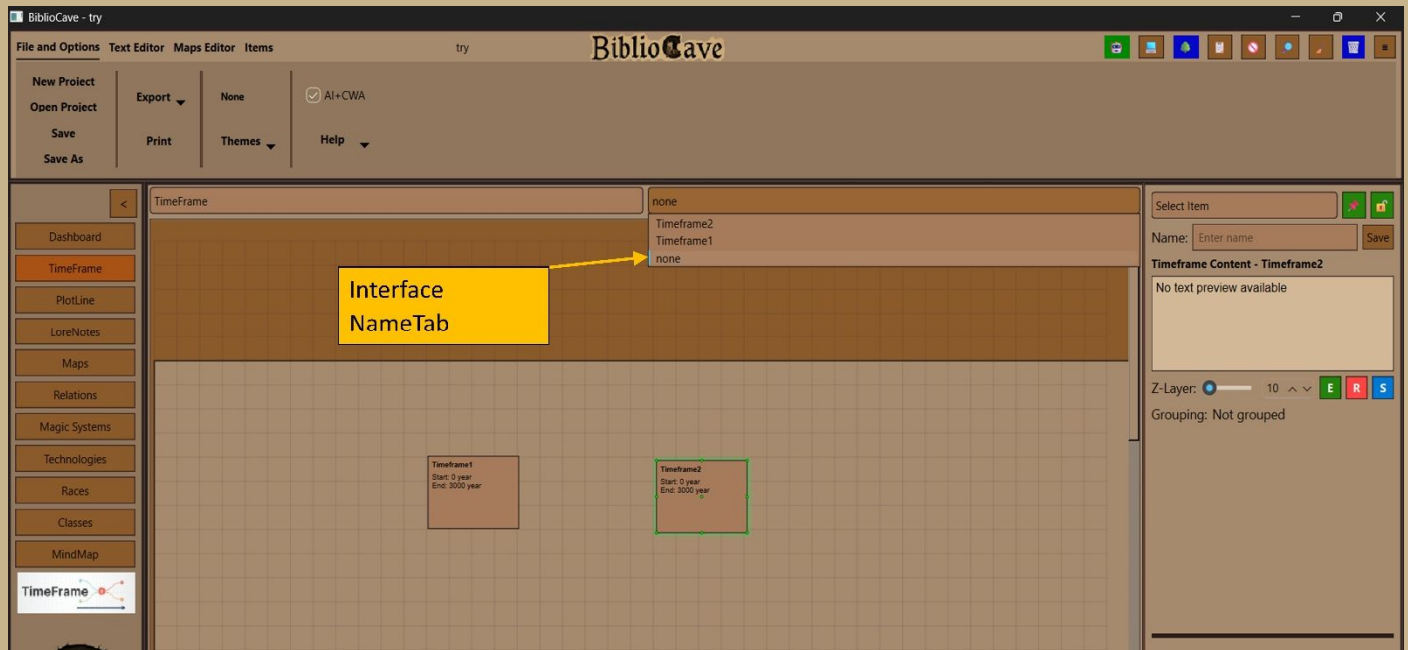 BiblioCave - try
File and Options Text Editor Maps Editor Items
try
BiblioCave
New Project
Open Project
Save
Save As
Export
Print
None
Themes
AI+CWA
Help
<
Dashboard
TimeFrame
PlotLine
LoreNotes
Maps
Relations
Magic Systems
Technologies
Races
Classes
MindMap
TimeFrame
TimeFrame
none
Timeframe2
Timeframe1
none
Interface
NameTab
Timeframe1
Start: 0 year
End: 3000 year
Timeframe2
Start: 0 year
End: 3000 year
Select Item
Name: Enter name Save
Timeframe Content - Timeframe2
No text preview available
Z-Layer: 10 E R S
Grouping: Not grouped